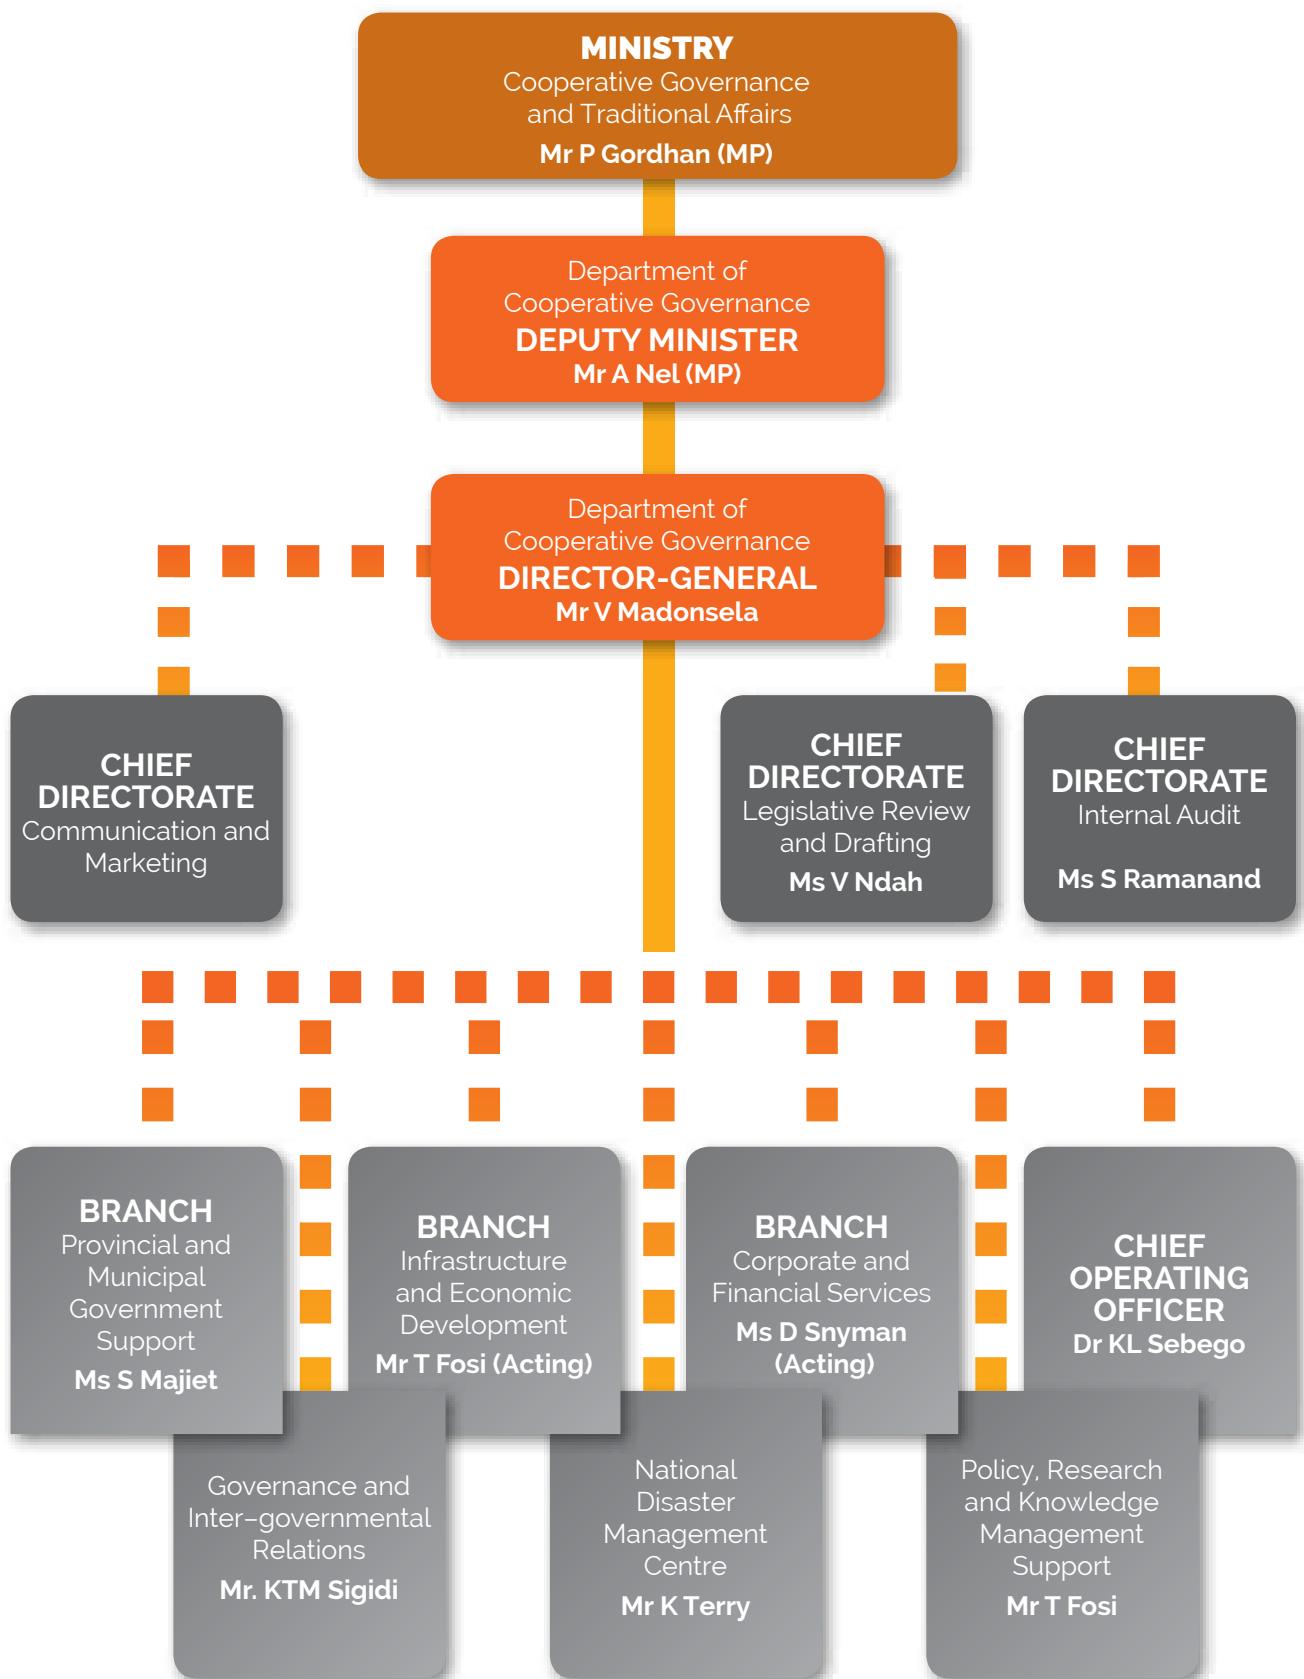 MINISTRY
Cooperative Governance
and Traditional Affairs
Mr P Gordhan (MP)
Department of
Cooperative Governance
DEPUTY MINISTER
Mr A Nel (MP)
Department of
Cooperative Governance
DIRECTOR-GENERAL
Mr V Madonsela
CHIEF
DIRECTORATE
Communication and
Marketing
CHIEF
DIRECTORATE
Legislative Review
and Drafting
Ms V Ndah
CHIEF
DIRECTORATE
Internal Audit
Ms S Ramanand
BRANCH
Provincial and
Municipal
Government
Support
Ms S Majiet
BRANCH
Infrastructure
and Economic
Development
Mr T Fosi (Acting)
BRANCH
Corporate and
Financial Services
Ms D Snyman
(Acting)
CHIEF
OPERATING
OFFICER
Dr KL Sebego
Governance and
Inter–governmental
Relations
Mr. KTM Sigidi
National
Disaster
Management
Centre
Mr K Terry
Policy, Research
and Knowledge
Management
Support
Mr T Fosi